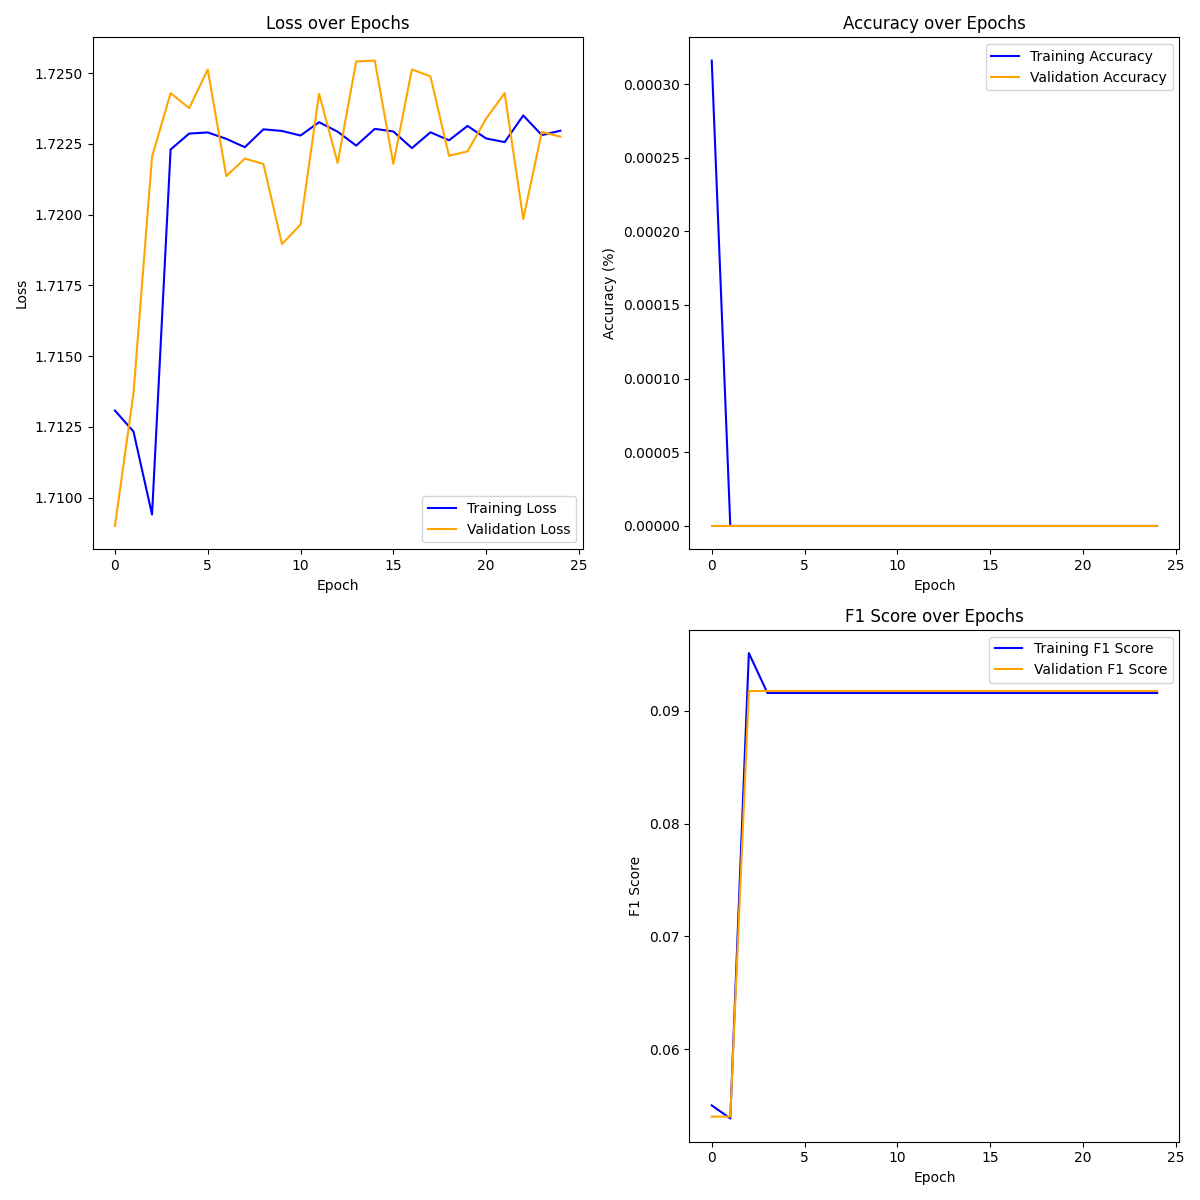 Loss over Epochs
1.7250
1.7225
1.7200
1.7175
1.7150
1.7125
1.7100
Loss
0 5 10 15 20 25
Epoch
Training Loss
Validation Loss
Accuracy over Epochs
0.00030
0.00025
0.00020
0.00015
0.00010
0.00005
0.00000
Accuracy (%)
0 5 10 15 20 25
Epoch
Training Accuracy
Validation Accuracy
F1 Score over Epochs
0.09
0.08
0.07
0.06
F1 Score
0 5 10 15 20 25
Epoch
Training F1 Score
Validation F1 Score